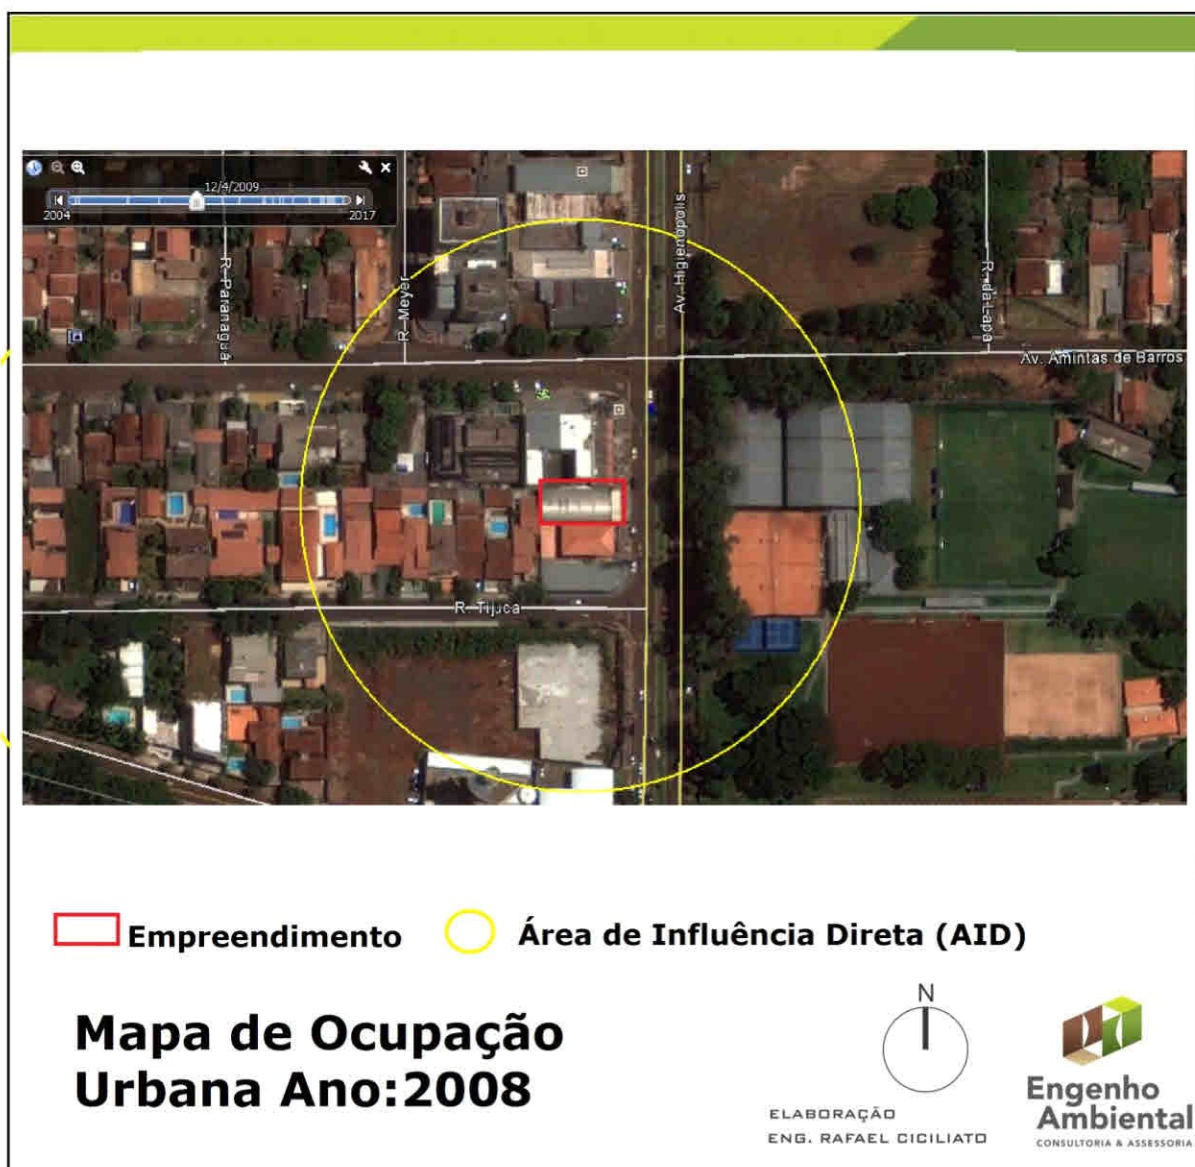 12/4/2009
2004
2017
R. Paranaguá
R. Meyer
Av. Higienópolis
R. da Lapa
Av. Amintas de Barros
R. Tijuca
Empreendimento
Área de Influência Direta (AID)
Mapa de Ocupação
Urbana Ano:2008
N
ELABORAÇÃO
ENG. RAFAEL CICILIATO
Engenho
Ambiental
CONSULTORIA & ASSESSORIA